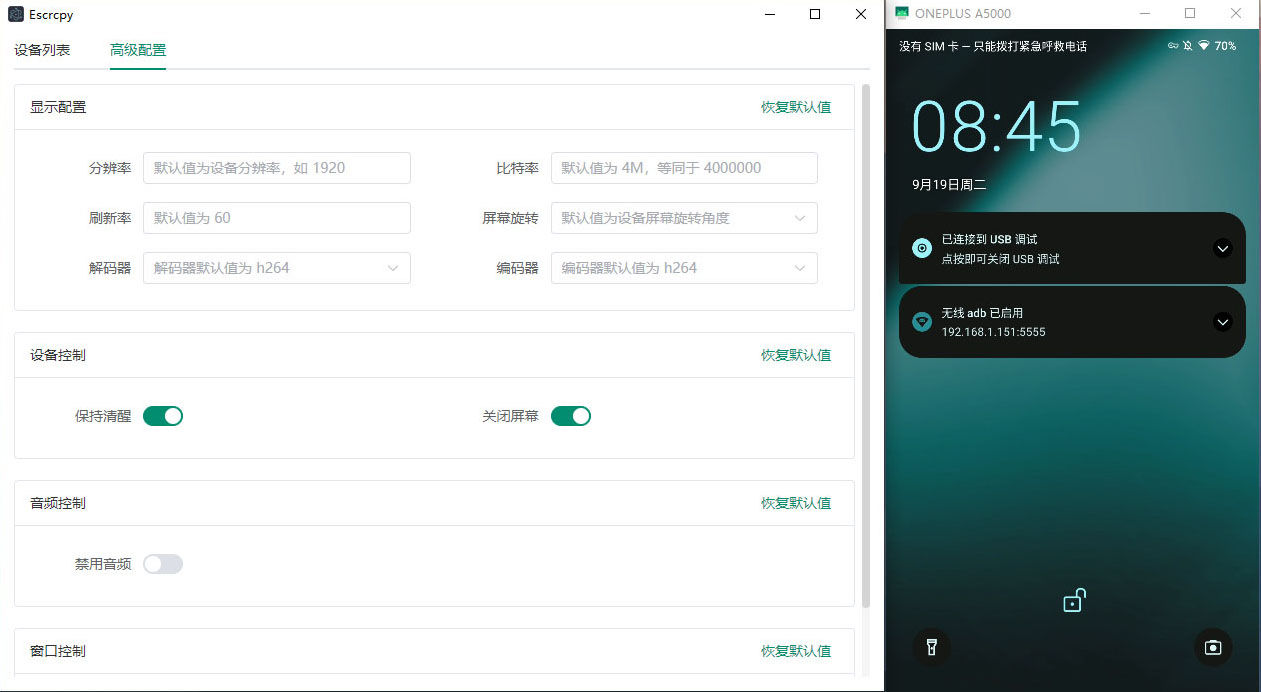 Escrcpy
设备列表 高级配置
显示配置 恢复默认值
分辨率 默认值为设备分辨率，如 1920 比特率 默认值为 4M，等同于 4000000
刷新率 默认值为 60 屏幕旋转 默认值为设备屏幕旋转角度
解码器 解码器默认值为 h264 编码器 编码器默认值为 h264
设备控制 恢复默认值
保持清醒 关闭屏幕
音频控制 恢复默认值
禁用音频
窗口控制 恢复默认值
ONEPLUS A5000
没有 SIM 卡 – 只能拨打紧急呼救电话 70%
08:45
9月19日周二
已连接到 USB 调试
点按即可关闭 USB 调试
无线 adb 已启用
192.168.1.151:5555